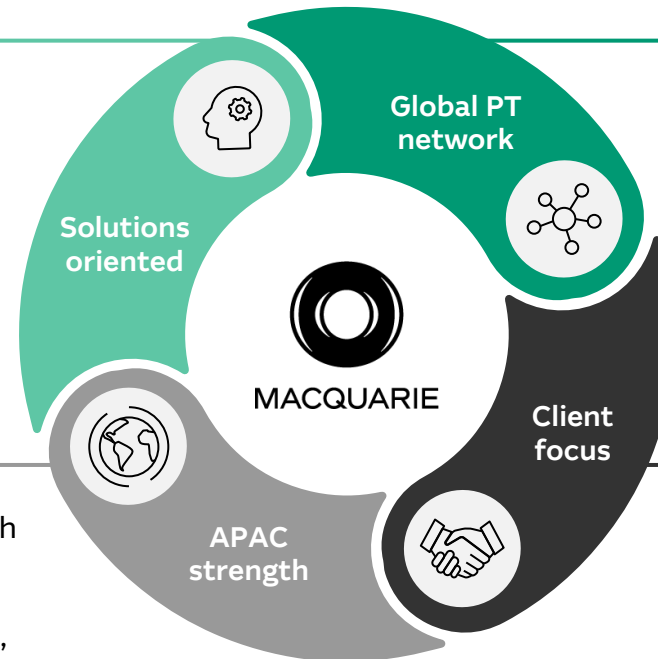 Global PT
network
Solutions
oriented
MACQUARIE
Client
focus
APAC
strength
h
,